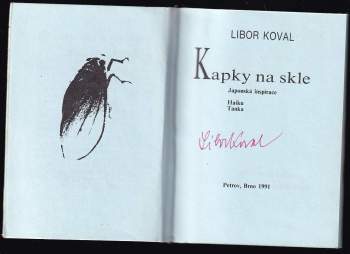 LIBOR KOVAL
Kapky na skle
Japonská inspirace
Haiku
Tanka
Libor Koval
Petrov, Brno 1991